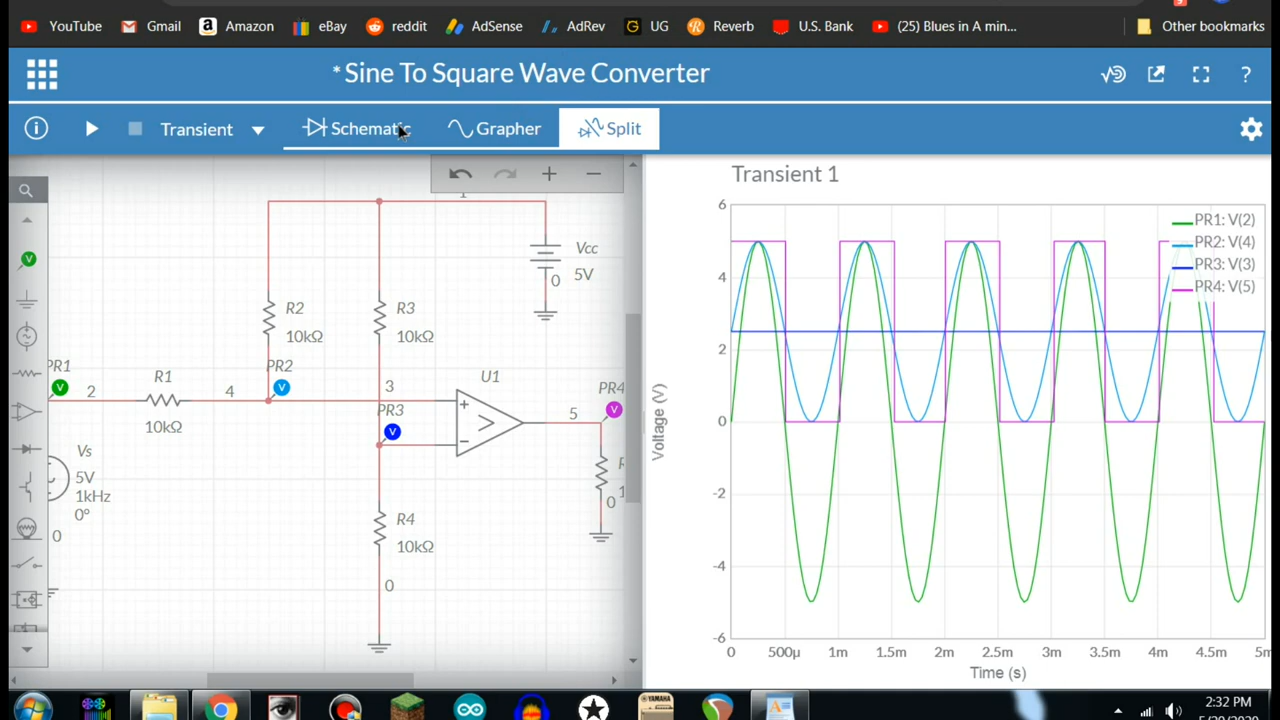 YouTube Gmail Amazon eBay reddit AdSense AdRev UG Reverb U.S. Bank (25) Blues in A min... Other bookmarks
*Sine To Square Wave Converter
Transient Schematic Grapher Split
1
Vcc
5V
0
R2
10kΩ
R3
10kΩ
PR1
2
R1
10kΩ
4
PR2
3
PR3
U1
5
PR4
Vs
5V
1kHz
0°
0
R4
10kΩ
0
0
Transient 1
PR1: V(2)
PR2: V(4)
PR3: V(3)
PR4: V(5)
6
4
2
0
-2
-4
-6
Voltage (V)
0 500µ 1m 1.5m 2m 2.5m 3m 3.5m 4m 4.5m 5m
Time (s)
YAMAHA
2:32 PM